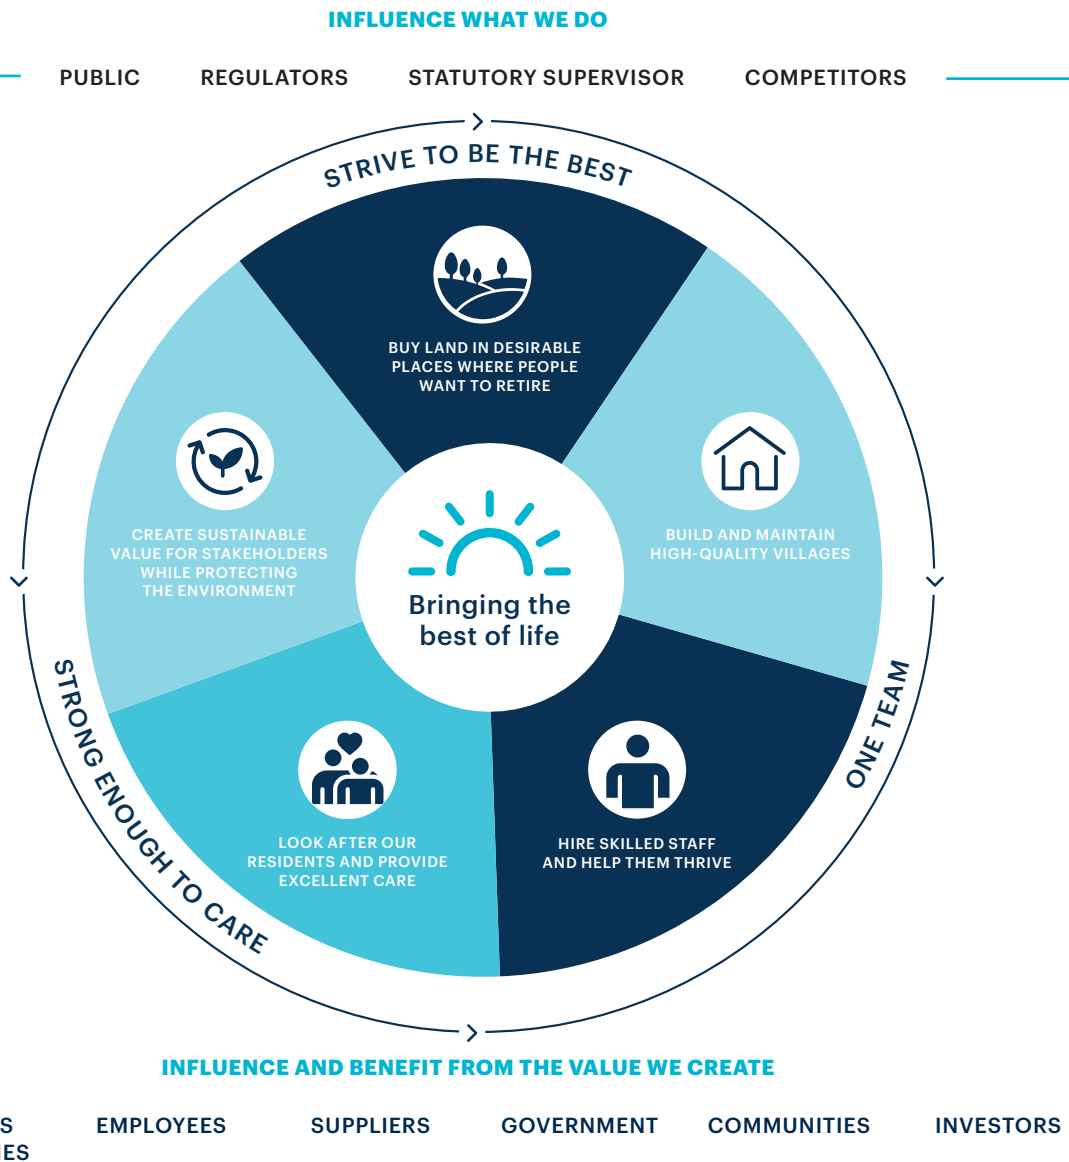 INFLUENCE WHAT WE DO
PUBLIC REGULATORS STATUTORY SUPERVISOR COMPETITORS
STRIVE TO BE THE BEST
BUY LAND IN DESIRABLE
PLACES WHERE PEOPLE
WANT TO RETIRE
CREATE SUSTAINABLE
VALUE FOR STAKEHOLDERS
WHILE PROTECTING
THE ENVIRONMENT
BUILD AND MAINTAIN
HIGH-QUALITY VILLAGES
Bringing the
best of life
STRONG ENOUGH TO CARE
ONE TEAM
LOOK AFTER OUR
RESIDENTS AND PROVIDE
EXCELLENT CARE
HIRE SKILLED STAFF
AND HELP THEM THRIVE
INFLUENCE AND BENEFIT FROM THE VALUE WE CREATE
EMPLOYEES SUPPLIERS GOVERNMENT COMMUNITIES INVESTORS